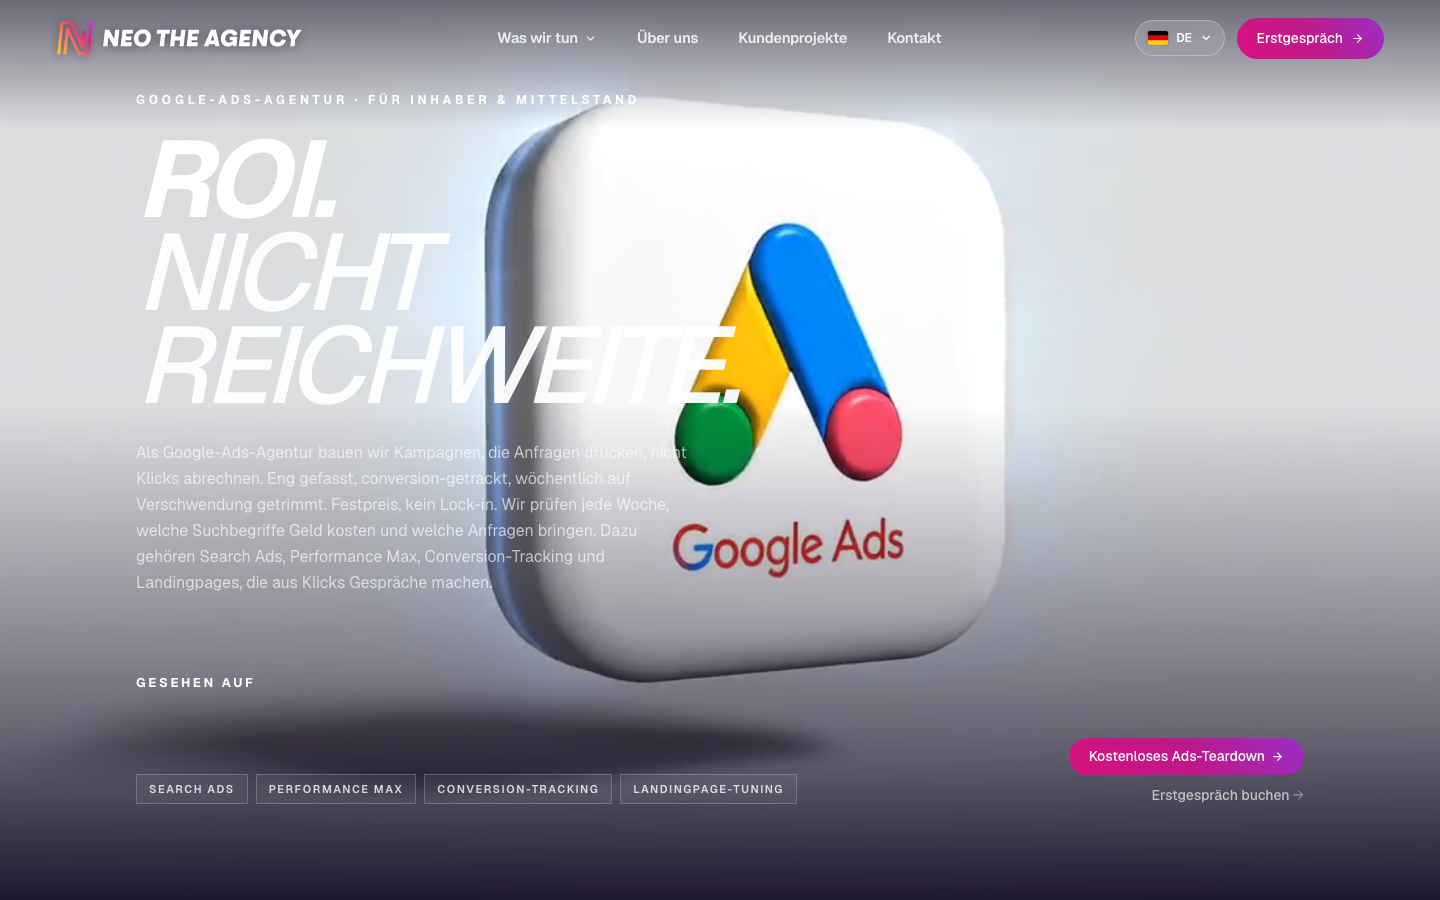 NEO THE AGENCY
Was wir tun
Über uns
Kundenprojekte
Kontakt
DE
Erstgespräch →
GOOGLE-ADS-AGENTUR · FÜR INHABER & MITTELSTAND
ROI.
NICHT
REICHWEITE.
Als Google-Ads-Agentur bauen wir Kampagnen, die Anfragen drucken, nicht
Klicks abrechnen. Eng gefasst, conversion-getrackt, wöchentlich auf
Verschwendung getrimmt. Festpreis, kein Lock-in. Wir prüfen jede Woche,
welche Suchbegriffe Geld kosten und welche Anfragen bringen. Dazu
gehören Search Ads, Performance Max, Conversion-Tracking und
Landingpages, die aus Klicks Gespräche machen.
Google Ads
GESEHEN AUF
SEARCH ADS
PERFORMANCE MAX
CONVERSION-TRACKING
LANDINGPAGE-TUNING
Kostenloses Ads-Teardown →
Erstgespräch buchen →